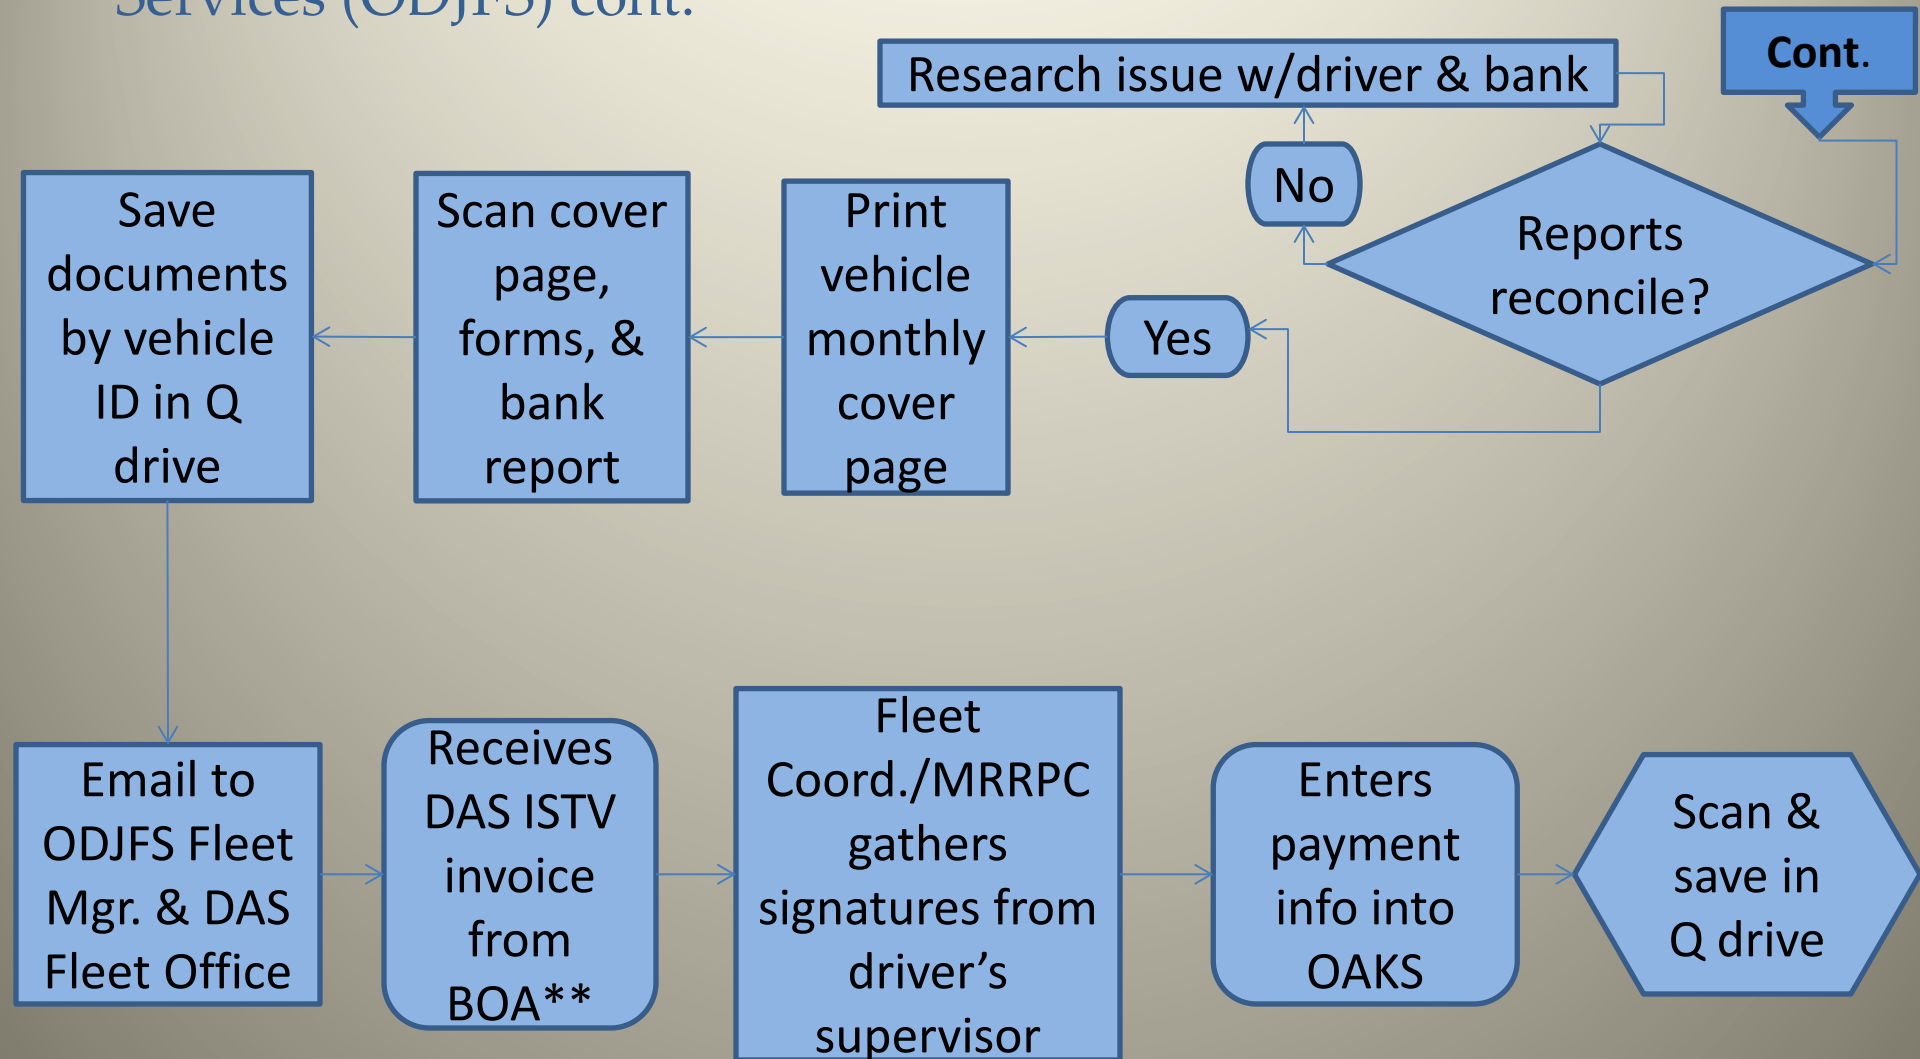 Services (ODJFS) cont.
Cont.
Research issue w/driver & bank
No
Reports
reconcile?
Yes
Print
vehicle
monthly
cover
page
Scan cover
page,
forms, &
bank
report
Save
documents
by vehicle
ID in Q
drive
Email to
ODJFS Fleet
Mgr. & DAS
Fleet Office
Receives
DAS ISTV
invoice
from
BOA**
Fleet
Coord./MRRPC
gathers
signatures from
driver’s
supervisor
Enters
payment
info into
OAKS
Scan &
save in
Q drive